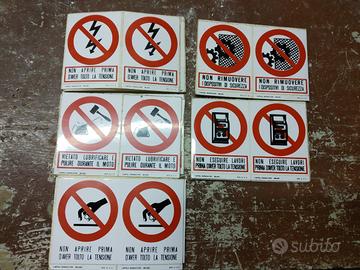 NON APRIRE PRIMA
D'AVER TOLTO LA TENSIONE
NON APRIRE PRIMA
D'AVER TOLTO LA TENSIONE
NON RIMUOVERE
I DISPOSITIVI DI SICUREZZA
NON RIMUOVERE
I DISPOSITIVI DI SICUREZZA
VIETATO LUBRIFICARE E
PULIRE DURANTE IL MOTO
VIETATO LUBRIFICARE E
PULIRE DURANTE IL MOTO
NON ESEGUIRE LAVORI
PRIMA D'AVER TOLTO LA TENSIONE
NON ESEGUIRE LAVORI
PRIMA D'AVER TOLTO LA TENSIONE
NON APRIRE PRIMA
D'AVER TOLTO LA TENSIONE
NON APRIRE PRIMA
D'AVER TOLTO LA TENSIONE
subito